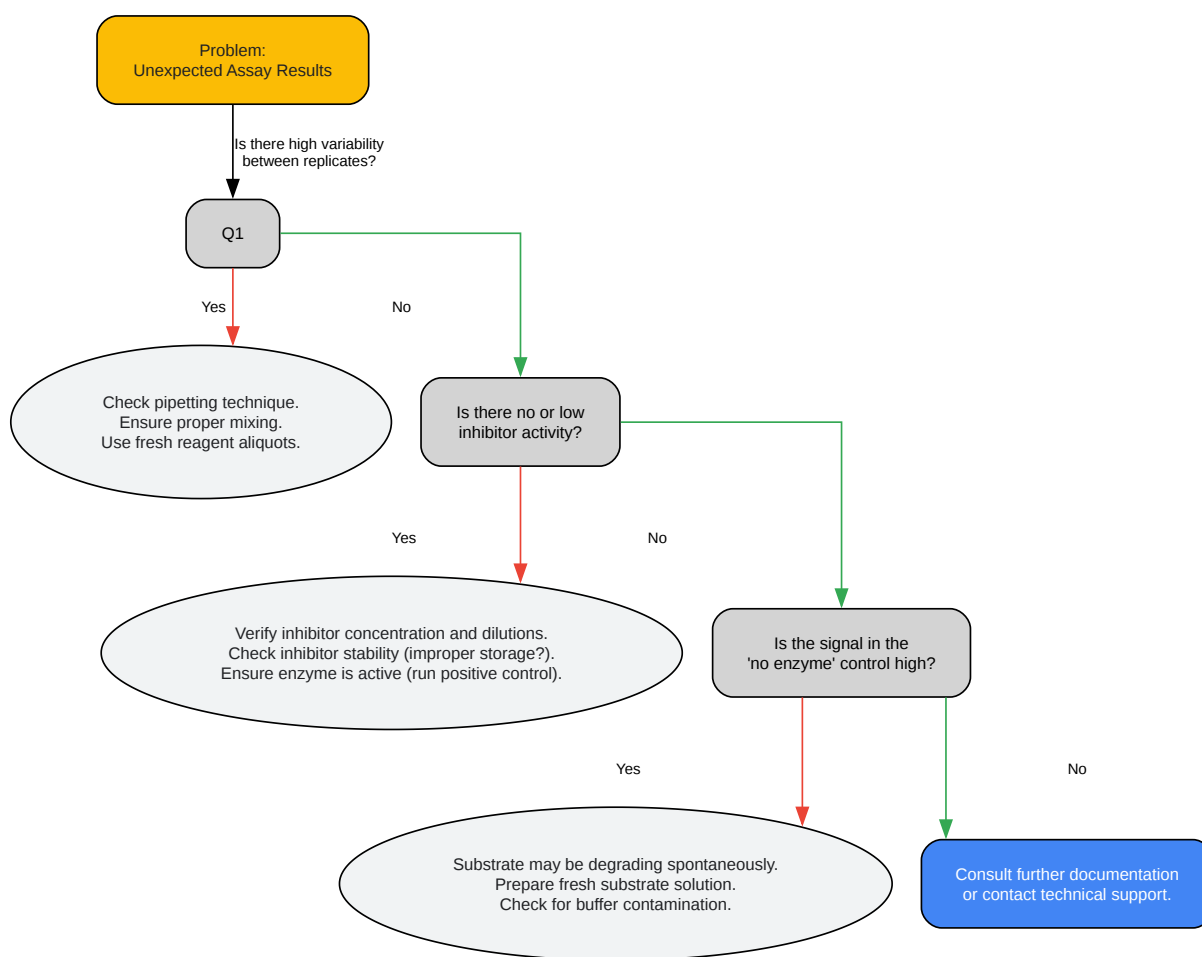 Problem:
Unexpected Assay Results
Is there high variability
between replicates?
Q1
Yes
No
Check pipetting technique.
Ensure proper mixing.
Use fresh reagent aliquots.
Is there no or low
inhibitor activity?
Yes
No
Verify inhibitor concentration and dilutions.
Check inhibitor stability (improper storage?).
Ensure enzyme is active (run positive control).
Is the signal in the
'no enzyme' control high?
Yes
No
Substrate may be degrading spontaneously.
Prepare fresh substrate solution.
Check for buffer contamination.
Consult further documentation
or contact technical support.